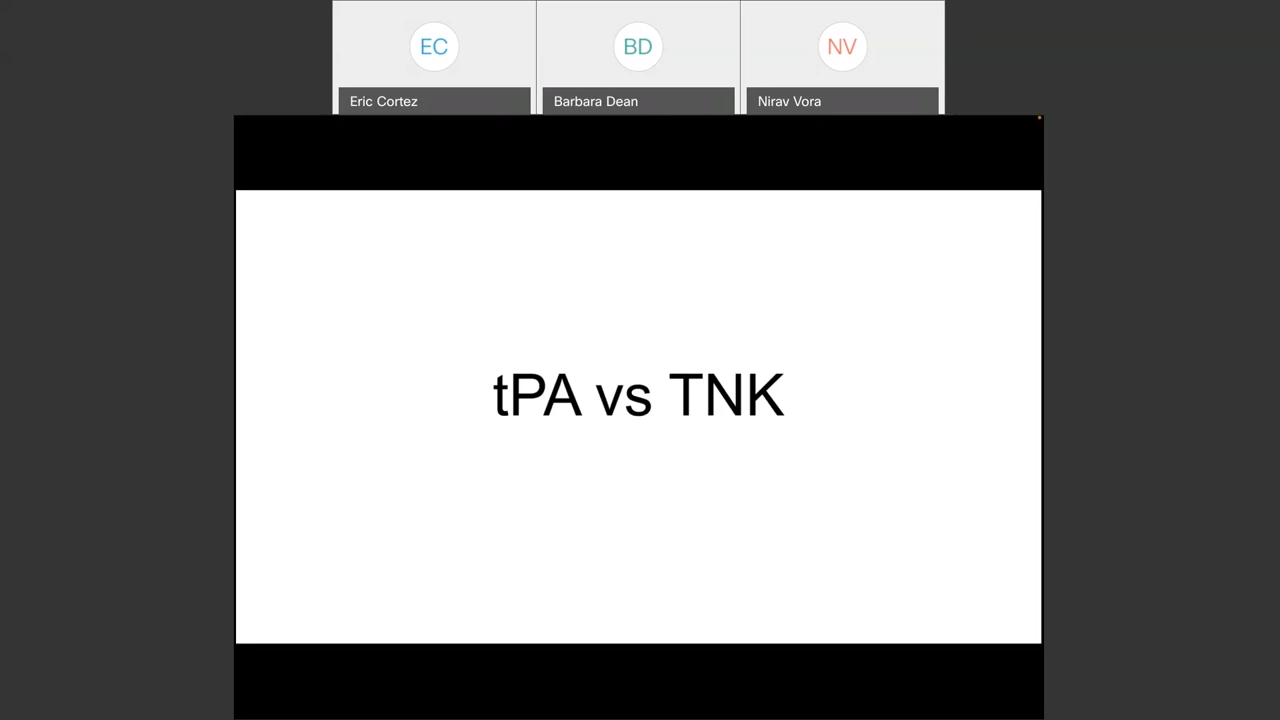 EC
BD
NV
Eric Cortez
Barbara Dean
Nirav Vora
tPA vs TNK